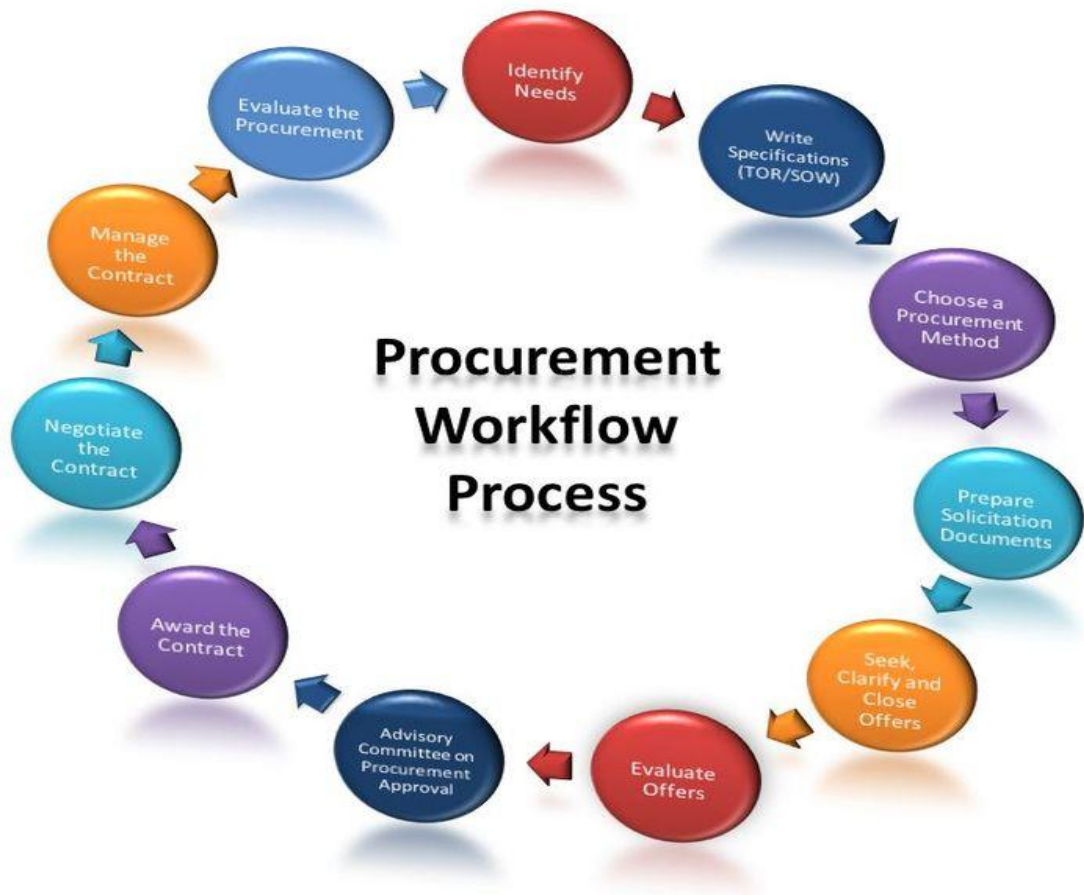 Procurement
Workflow
Process
Identify
Needs
Write
Specifications
(TOR/SOW)
Choose a
Procurement
Method
Prepare
Solicitation
Documents
Seek,
Clarify and
Close
Offers
Evaluate
Offers
Advisory
Committee on
Procurement
Approval
Award the
Contract
Negotiate
the
Contract
Manage
the
Contract
Evaluate the
Procurement